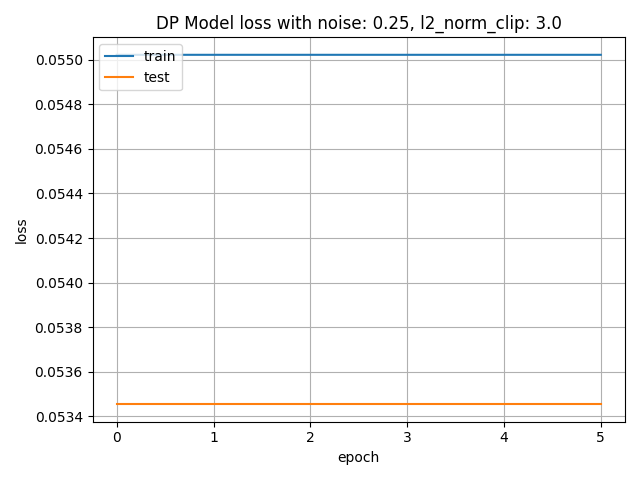 DP Model loss with noise: 0.25, l2_norm_clip: 3.0
train
test
0.0550
0.0548
0.0546
0.0544
0.0542
0.0540
0.0538
0.0536
0.0534
loss
0 1 2 3 4 5
epoch